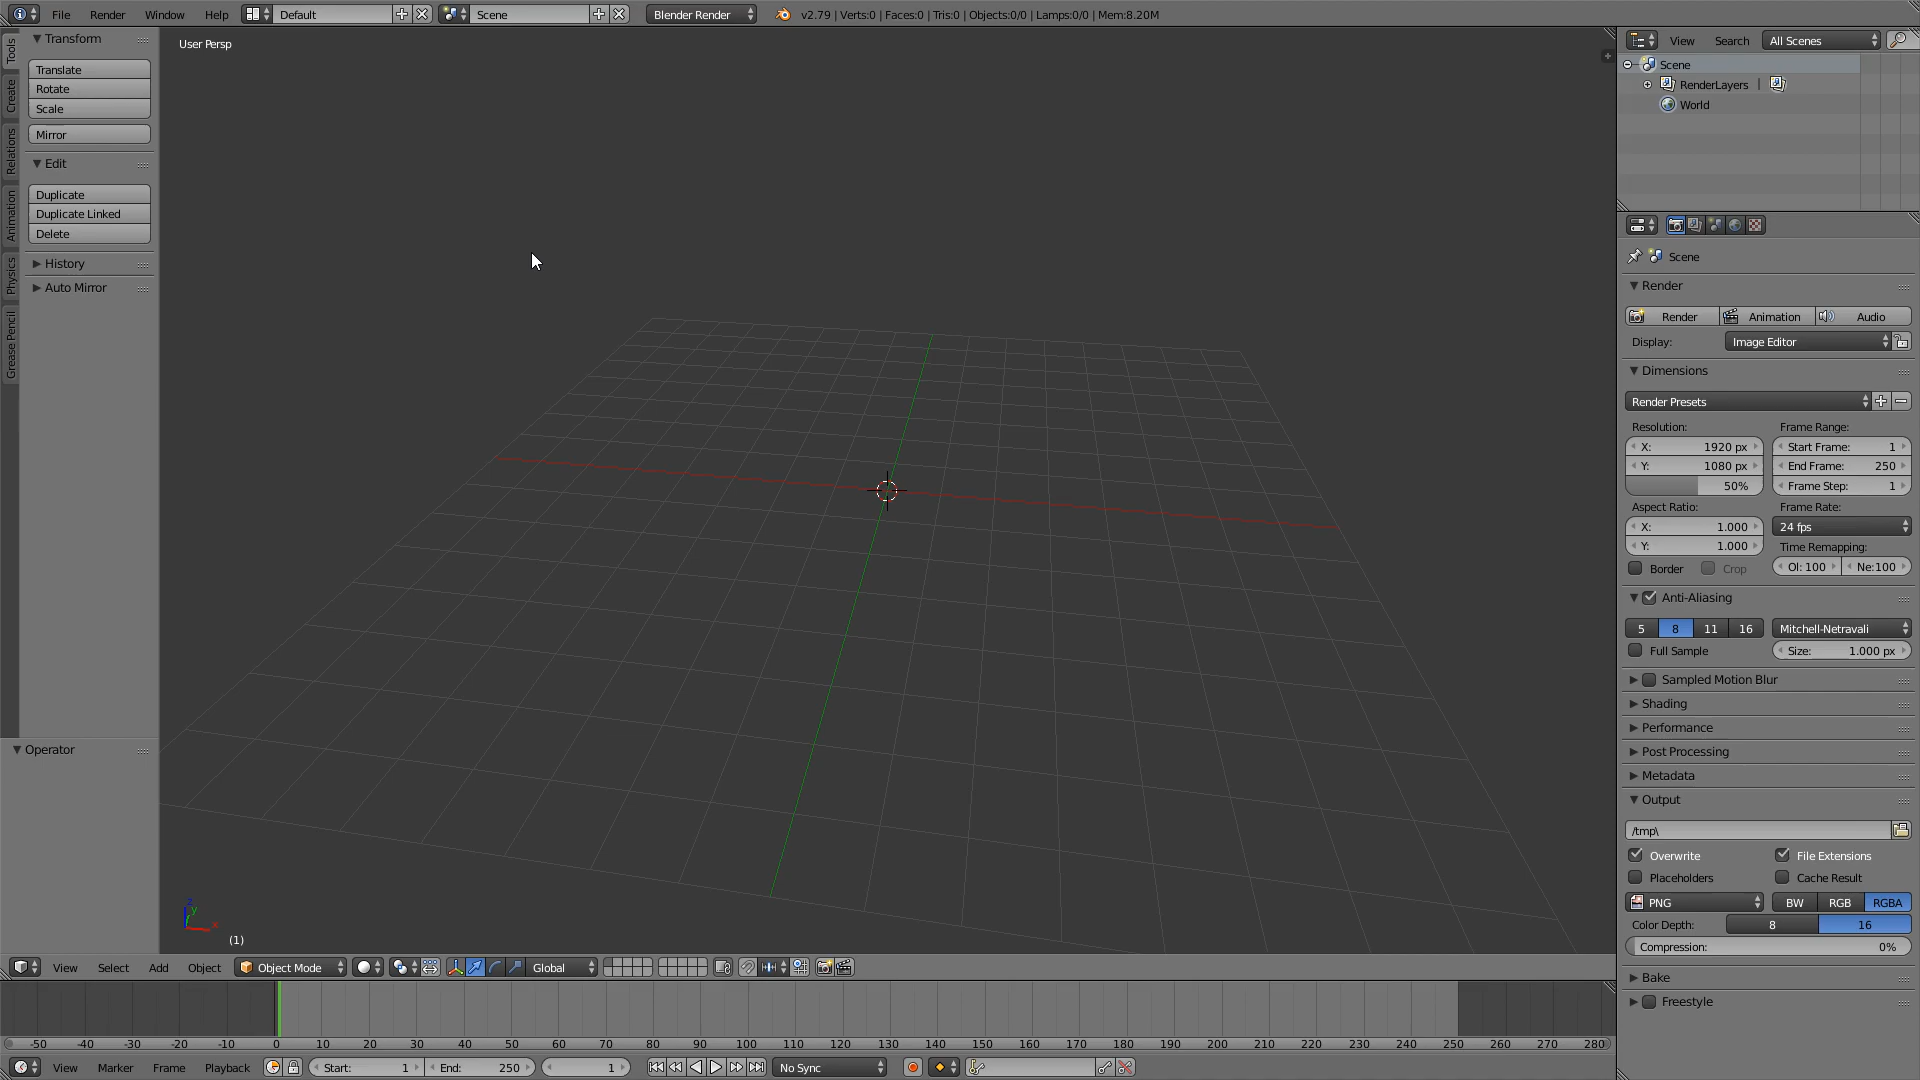 File Render Window Help Default Scene Blender Render v2.79 | Verts:0 | Faces:0 | Tris:0 | Objects:0/0 | Lamps:0/0 | Mem:8.20M
Tools
Create
Relations
Animation
Physics
Grease Pencil
Transform
Translate
Rotate
Scale
Mirror
Edit
Duplicate
Duplicate Linked
Delete
History
Auto Mirror
Operator
User Persp
z
y
x
(1)
View Select Add Object Object Mode Global
-50 -40 -30 -20 -10 0 10 20 30 40 50 60 70 80 90 100 110 120 130 140 150 160 170 180 190 200 210 220 230 240 250 260 270 280
View Marker Frame Playback Start: 1 End: 250 1 No Sync
View Search All Scenes
Scene
RenderLayers |
World
Scene
Render
Render Animation Audio
Display: Image Editor
Dimensions
Render Presets
Resolution: Frame Range:
X: 1920 px Start Frame: 1
Y: 1080 px End Frame: 250
50% Frame Step: 1
Aspect Ratio: Frame Rate:
X: 1.000 24 fps
Y: 1.000 Time Remapping:
Border Crop Ol: 100 Ne:100
Anti-Aliasing
5 8 11 16 Mitchell-Netravali
Full Sample Size: 1.000 px
Sampled Motion Blur
Shading
Performance
Post Processing
Metadata
Output
/tmp\
Overwrite File Extensions
Placeholders Cache Result
PNG BW RGB RGBA
Color Depth: 8 16
Compression: 0%
Bake
Freestyle